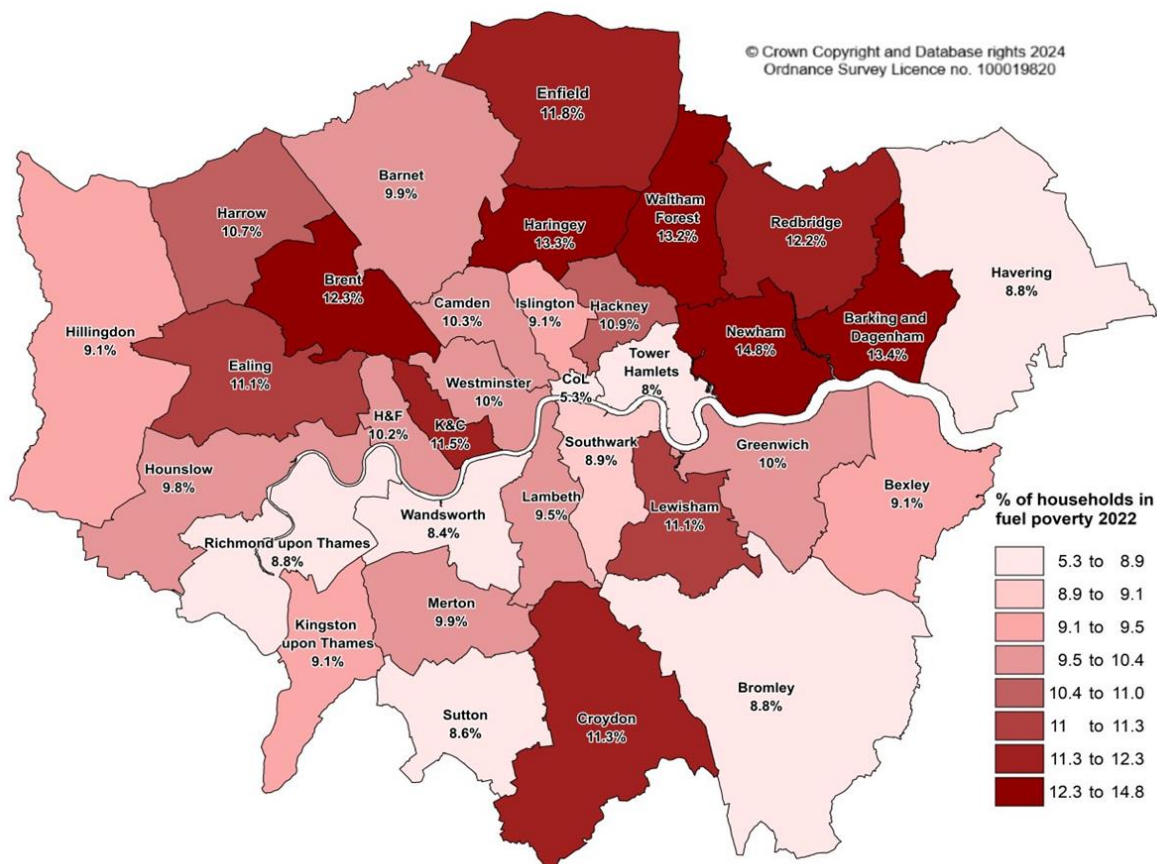 © Crown Copyright and Database rights 2024
Ordnance Survey Licence no. 100019820
Enfield
11.8%
Barnet
9.9%
Harrow
10.7%
Haringey
13.3%
Waltham
Forest
13.2%
Redbridge
12.2%
Havering
8.8%
Brent
12.3%
Camden
10.3%
Islington
9.1%
Hackney
10.9%
Hillingdon
9.1%
Newham
14.8%
Barking and
Dagenham
13.4%
Ealing
11.1%
Tower
Hamlets
8%
Westminster
10%
CoL
5.3%
H&F
10.2%
K&C
11.5%
Southwark
8.9%
Greenwich
10%
Hounslow
9.8%
Bexley
9.1%
Lambeth
9.5%
Lewisham
11.1%
Wandsworth
8.4%
Richmond upon Thames
8.8%
Merton
9.9%
Kingston
upon Thames
9.1%
Bromley
8.8%
Sutton
8.6%
Croydon
11.3%
% of households in
fuel poverty 2022
5.3 to 8.9
8.9 to 9.1
9.1 to 9.5
9.5 to 10.4
10.4 to 11.0
11 to 11.3
11.3 to 12.3
12.3 to 14.8